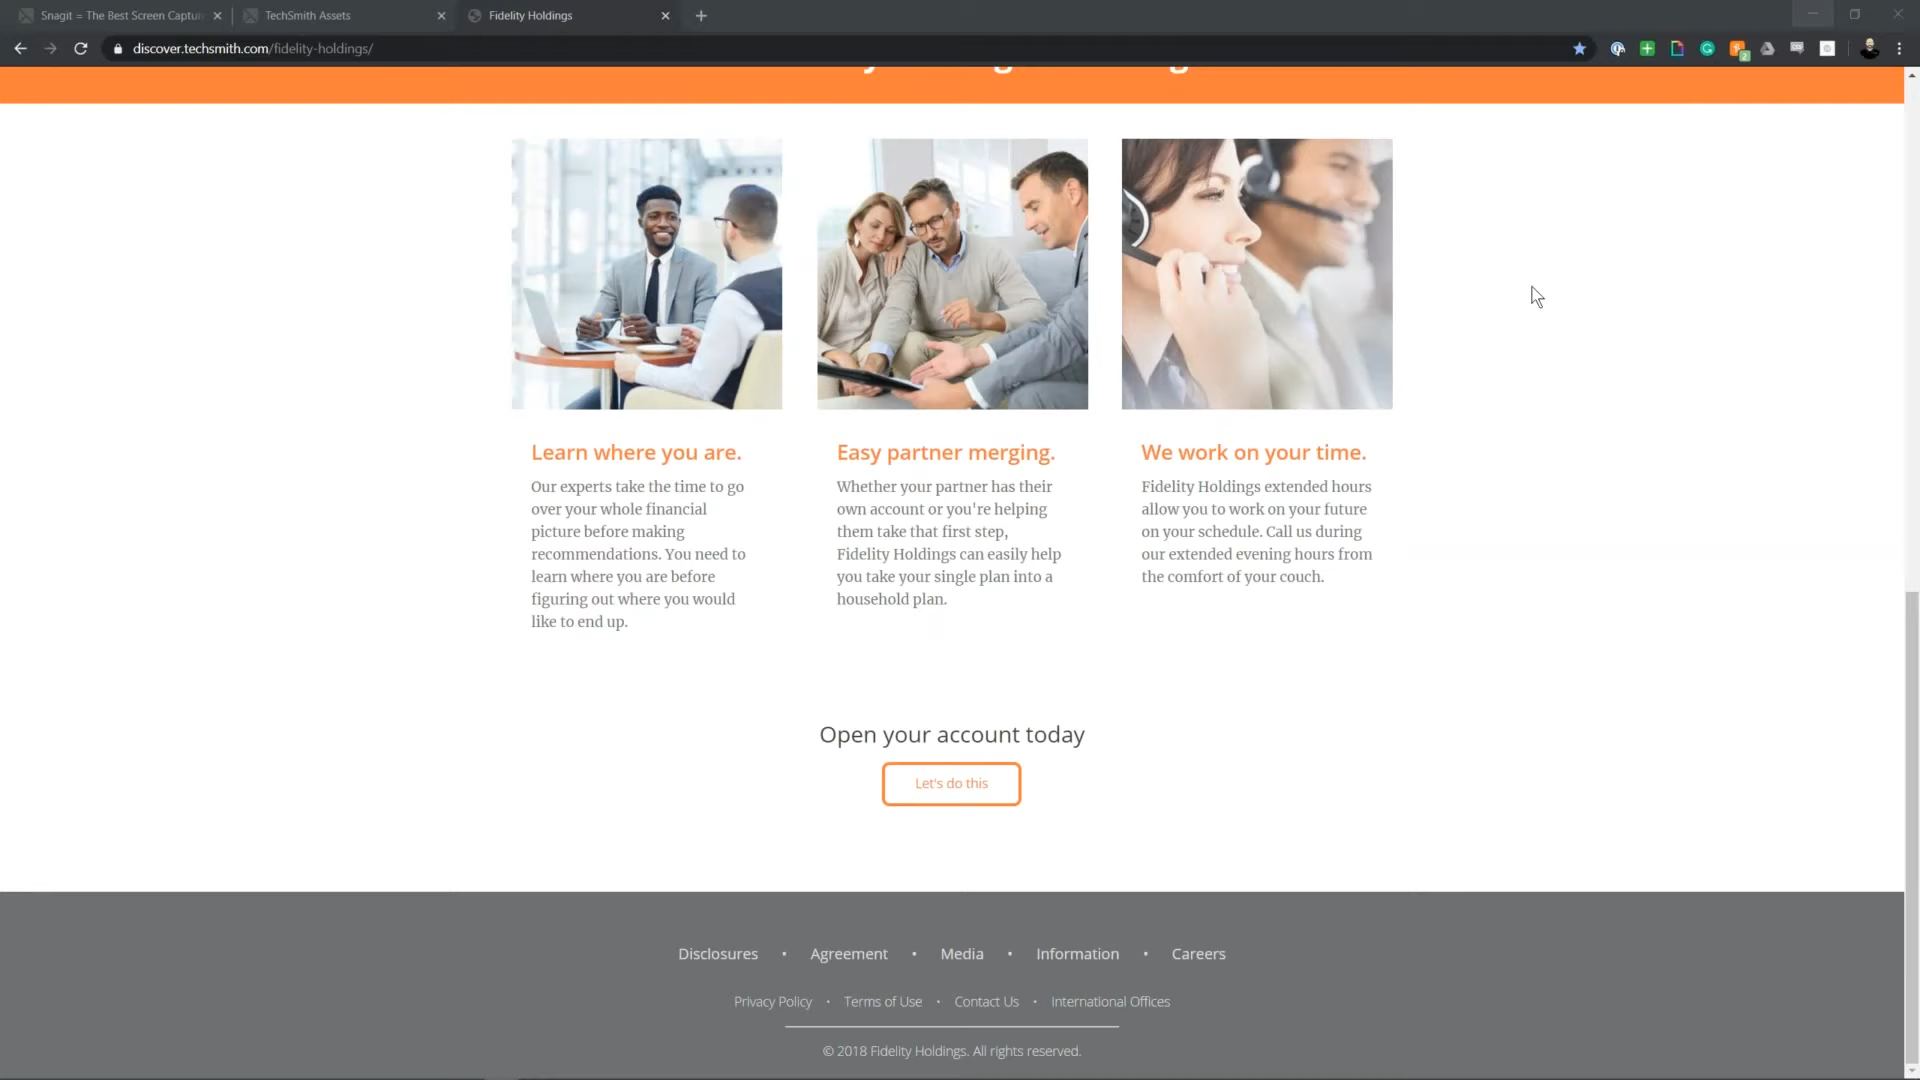 Snagit = The Best Screen Captur
TechSmith Assets
Fidelity Holdings
discover.techsmith.com/fidelity-holdings/
2
Learn where you are.
Our experts take the time to go
over your whole financial
picture before making
recommendations. You need to
learn where you are before
figuring out where you would
like to end up.
Easy partner merging.
Whether your partner has their
own account or you're helping
them take that first step,
Fidelity Holdings can easily help
you take your single plan into a
household plan.
We work on your time.
Fidelity Holdings extended hours
allow you to work on your future
on your schedule. Call us during
our extended evening hours from
the comfort of your couch.
Open your account today
Let's do this
Disclosures • Agreement • Media • Information • Careers
Privacy Policy • Terms of Use • Contact Us • International Offices
© 2018 Fidelity Holdings. All rights reserved.